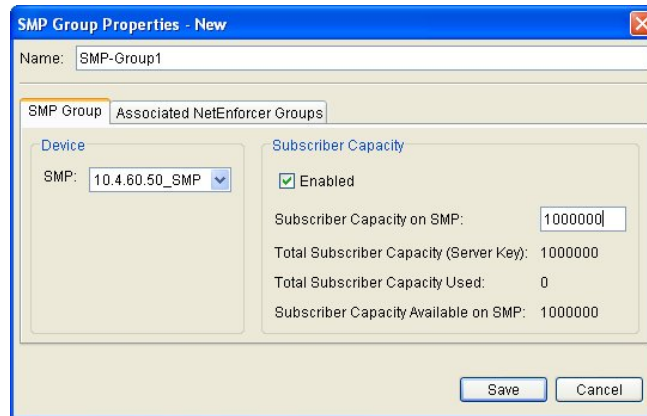 SMP Group Properties - New
Name: SMP-Group1
SMP Group Associated NetEnforcer Groups
Device
SMP: 10.4.60.50_SMP
Subscriber Capacity
Enabled
Subscriber Capacity on SMP: 1000000
Total Subscriber Capacity (Server Key): 1000000
Total Subscriber Capacity Used: 0
Subscriber Capacity Available on SMP: 1000000
Save Cancel